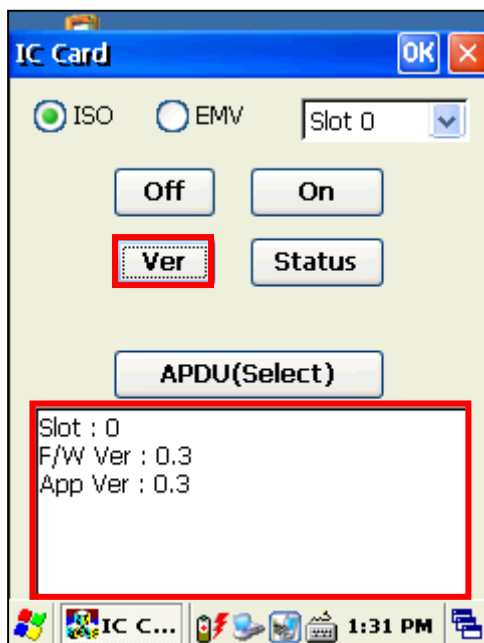 IC Card OK
ISO EMV Slot 0
Off On
Ver Status
APDU(Select)
Slot : 0
F/W Ver : 0.3
App Ver : 0.3
IC C... 1:31 PM